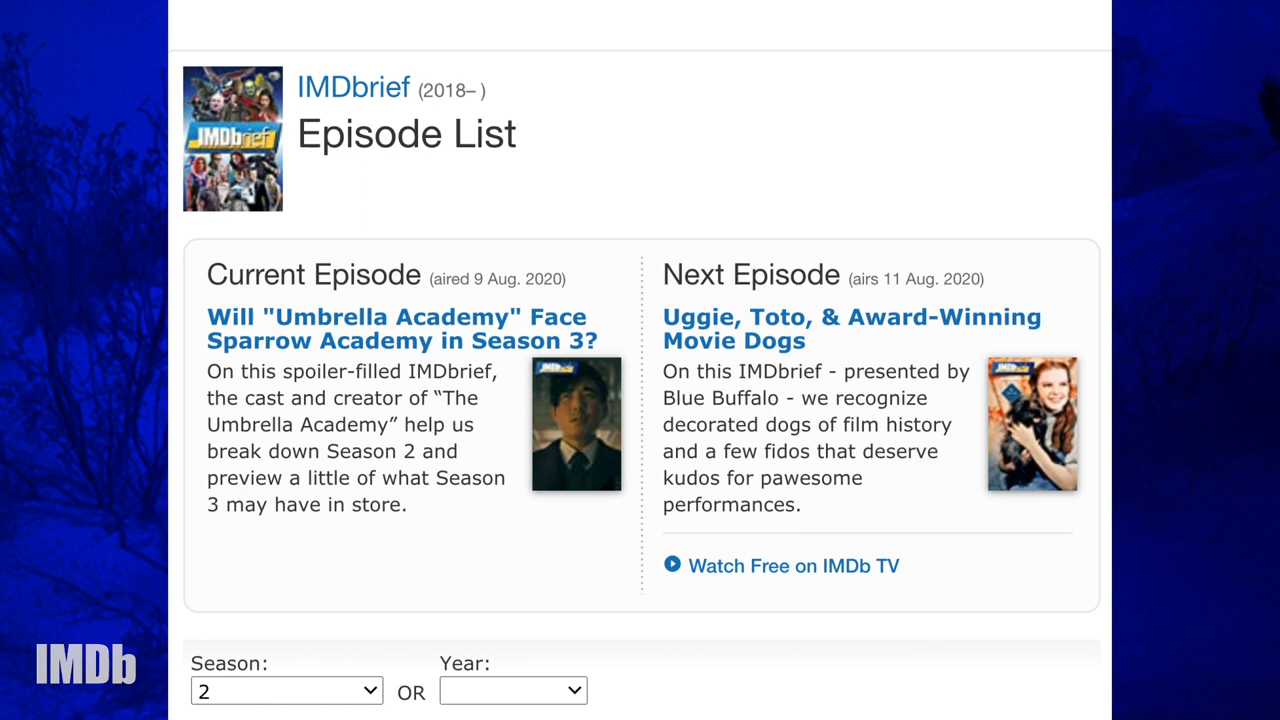 IMDbrief (2018– )
Episode List
IMDbrief
Current Episode (aired 9 Aug. 2020)
Will "Umbrella Academy" Face
Sparrow Academy in Season 3?
On this spoiler-filled IMDbrief,
the cast and creator of “The
Umbrella Academy” help us
break down Season 2 and
preview a little of what Season
3 may have in store.
IMDbrief
Next Episode (airs 11 Aug. 2020)
Uggie, Toto, & Award-Winning
Movie Dogs
On this IMDbrief - presented by
Blue Buffalo - we recognize
decorated dogs of film history
and a few fidos that deserve
kudos for pawesome
performances.
IMDbrief
Watch Free on IMDb TV
Season:
Year:
2
OR
IMDb